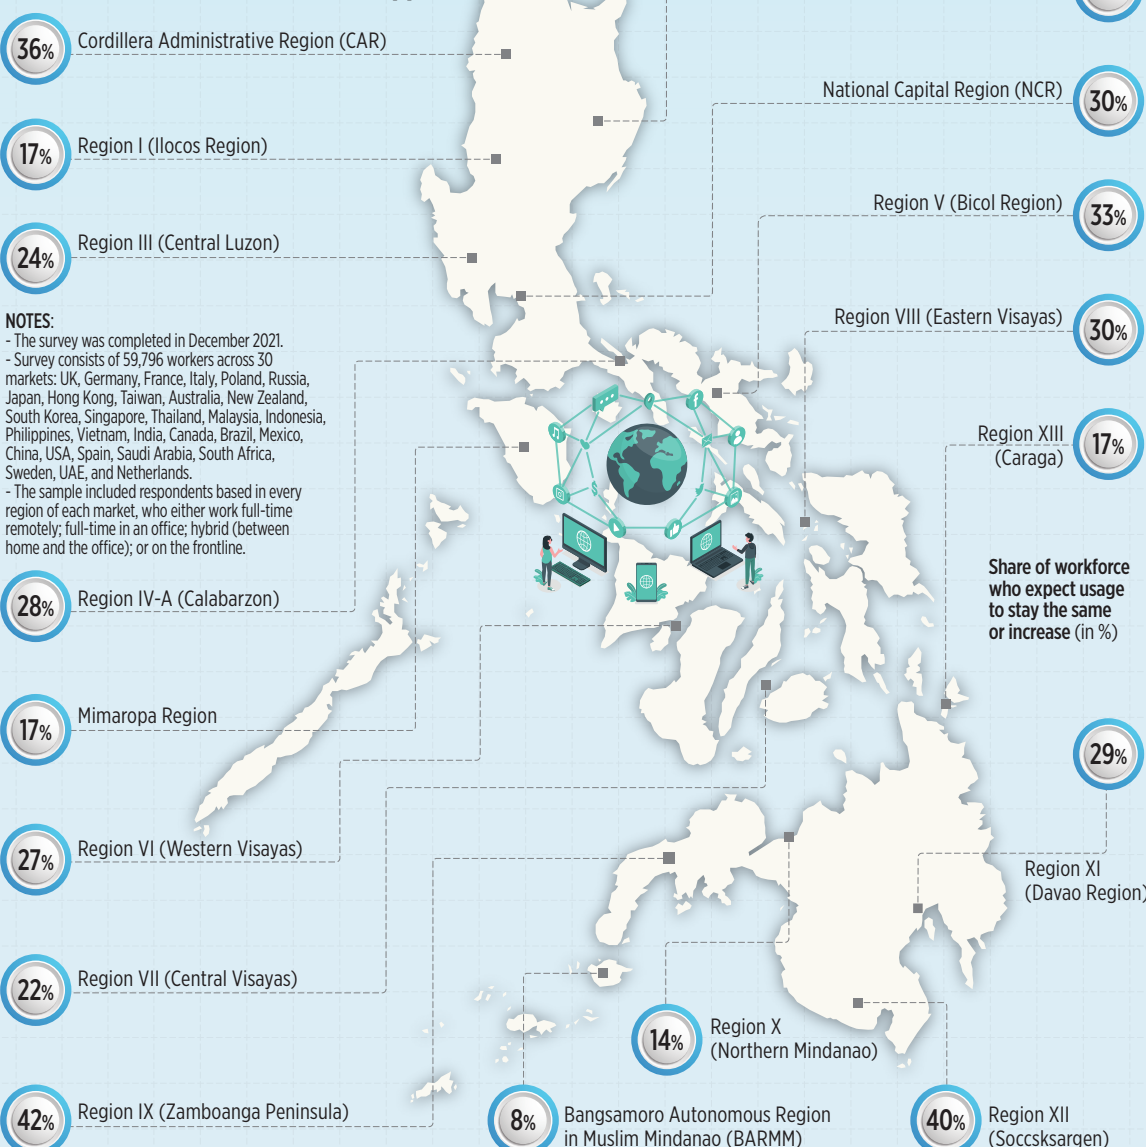 36%
Cordillera Administrative Region (CAR)
National Capital Region (NCR)
30%
17%
Region I (Ilocos Region)
Region V (Bicol Region)
33%
24%
Region III (Central Luzon)
Region VIII (Eastern Visayas)
30%
NOTES:
- The survey was completed in December 2021.
- Survey consists of 59,796 workers across 30
markets: UK, Germany, France, Italy, Poland, Russia,
Japan, Hong Kong, Taiwan, Australia, New Zealand,
South Korea, Singapore, Thailand, Malaysia, Indonesia,
Philippines, Vietnam, India, Canada, Brazil, Mexico,
China, USA, Spain, Saudi Arabia, South Africa,
Sweden, UAE, and Netherlands.
- The sample included respondents based in every
region of each market, who either work full-time
remotely; full-time in an office; hybrid (between
home and the office); or on the frontline.
Region XIII
(Caraga)
17%
Share of workforce
who expect usage
to stay the same
or increase (in %)
28%
Region IV-A (Calabarzon)
17%
Mimaropa Region
29%
Region XI
(Davao Region)
27%
Region VI (Western Visayas)
22%
Region VII (Central Visayas)
14%
Region X
(Northern Mindanao)
42%
Region IX (Zamboanga Peninsula)
8%
Bangsamoro Autonomous Region
in Muslim Mindanao (BARMM)
40%
Region XII
(Soccsksargen)